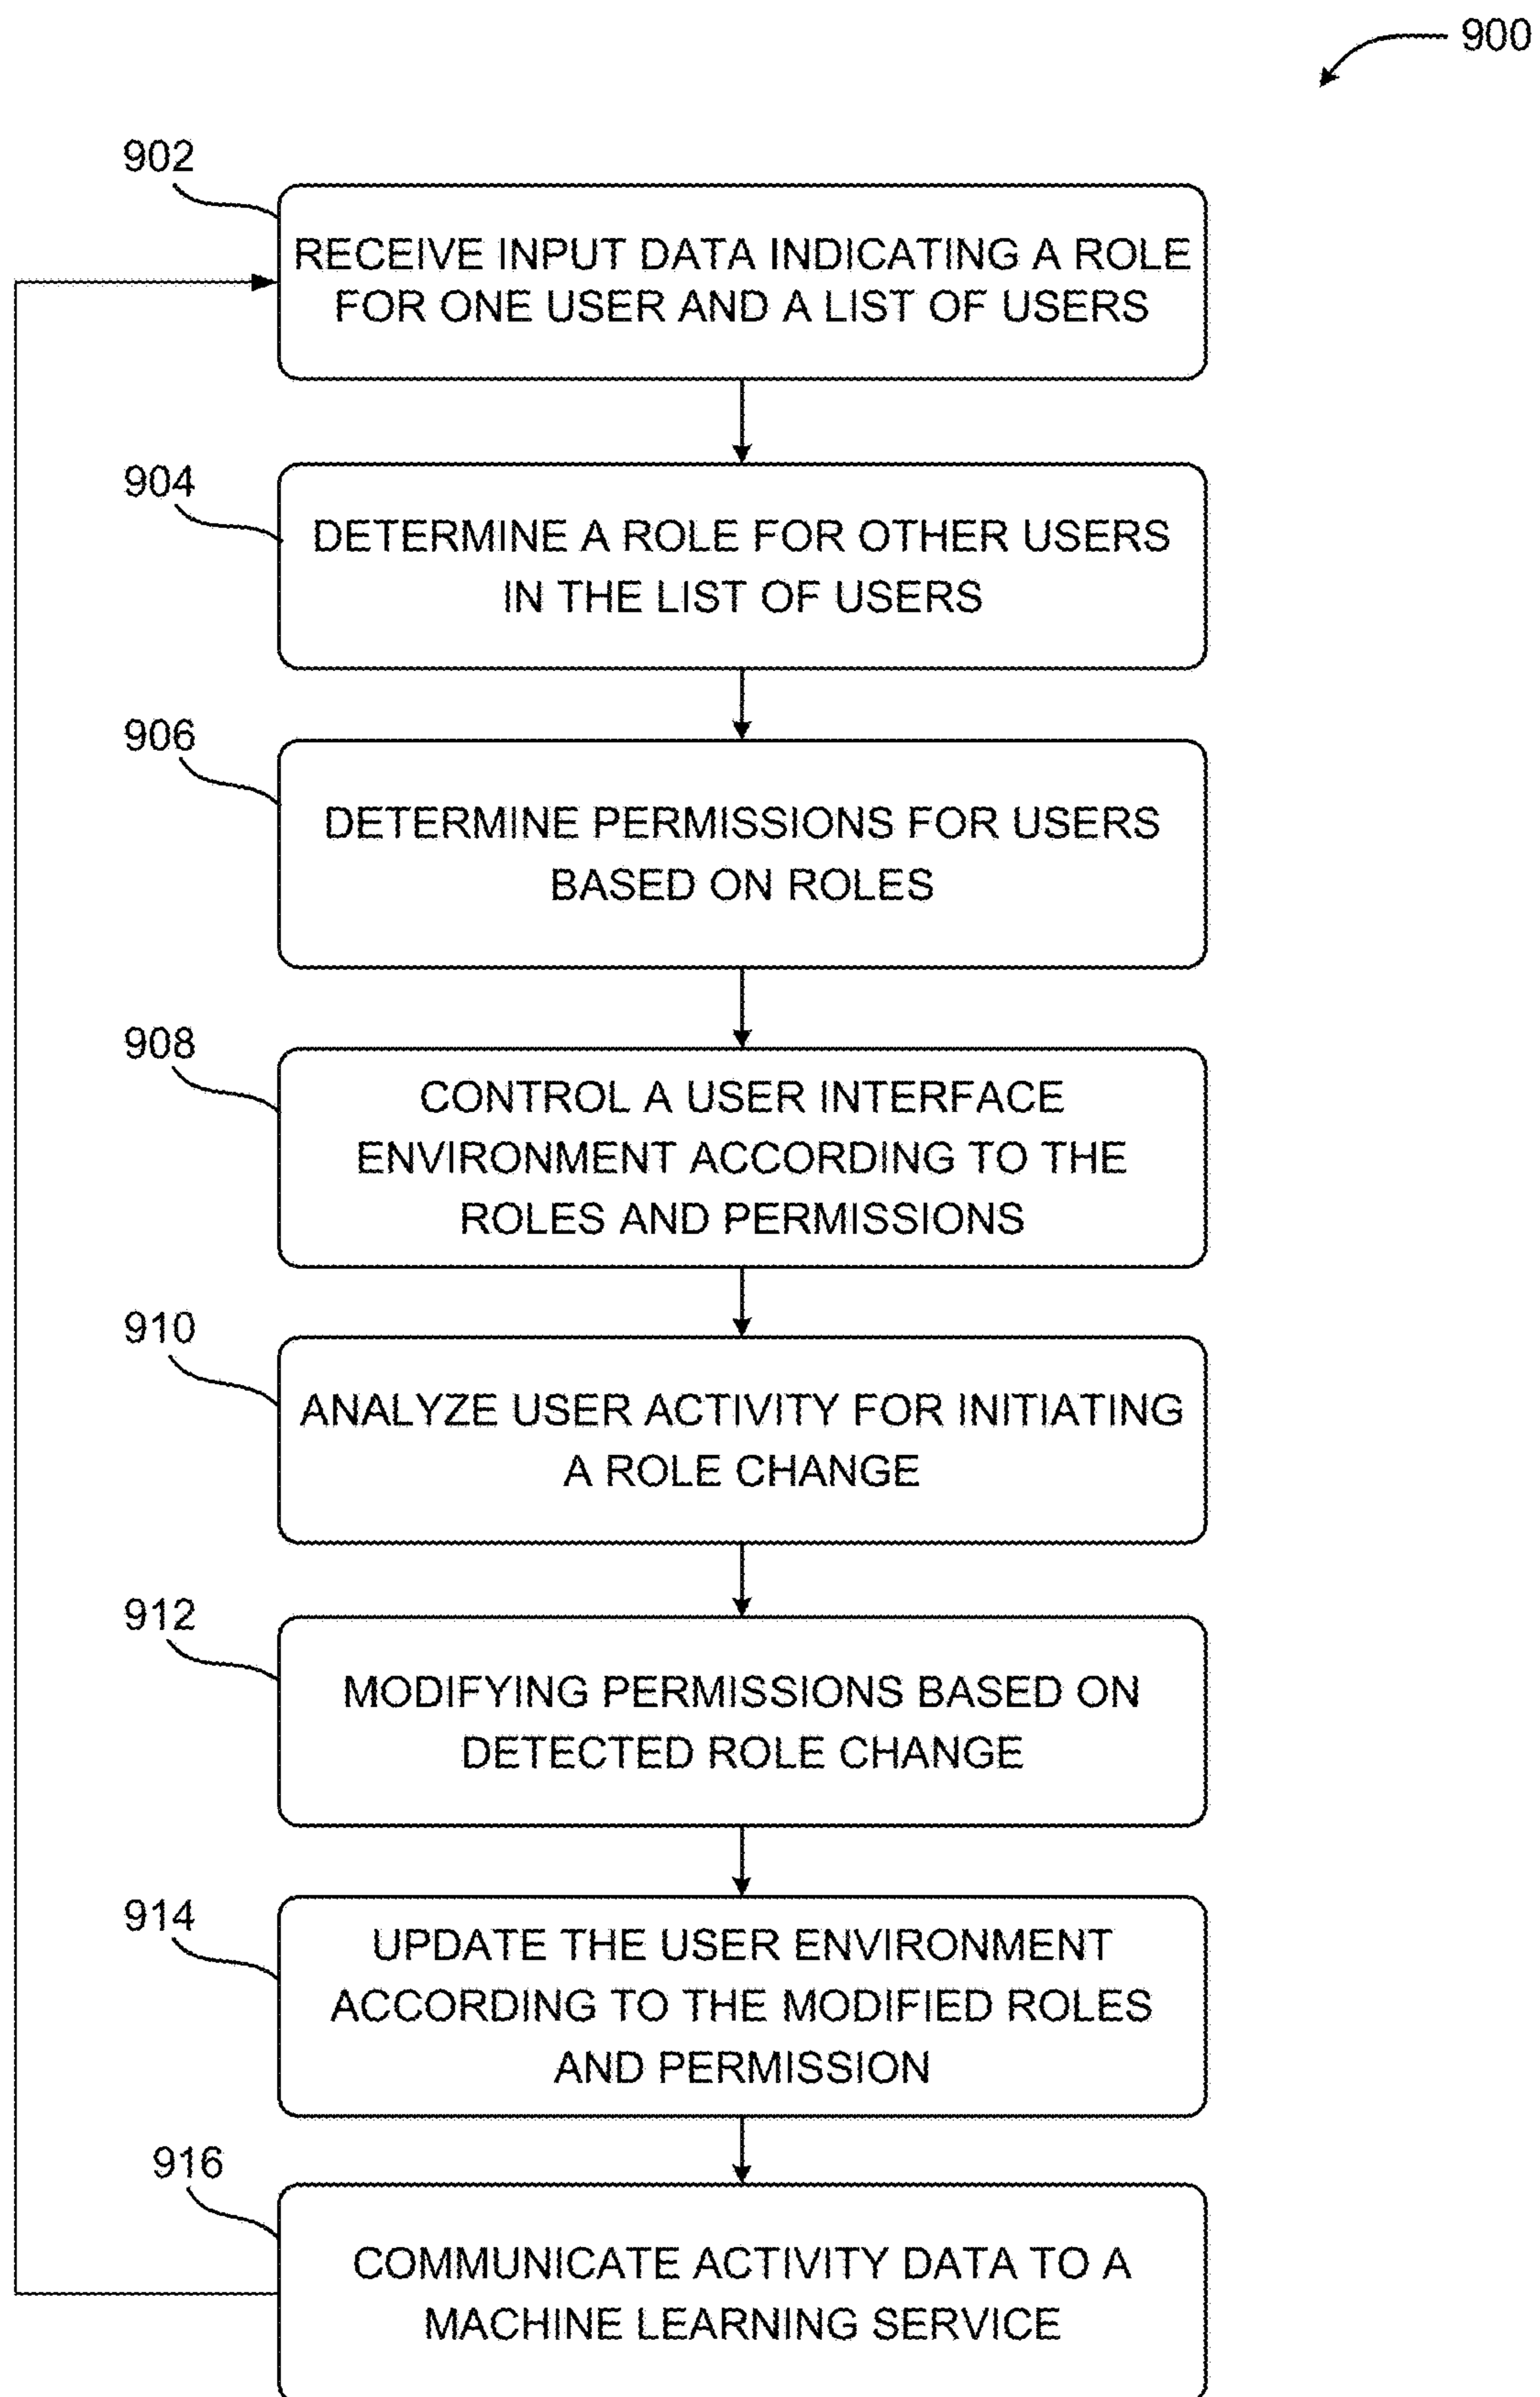 900
902
RECEIVE INPUT DATA INDICATING A ROLE
FOR ONE USER AND A LIST OF USERS
904
DETERMINE A ROLE FOR OTHER USERS
IN THE LIST OF USERS
906
DETERMINE PERMISSIONS FOR USERS
BASED ON ROLES
908
CONTROL A USER INTERFACE
ENVIRONMENT ACCORDING TO THE
ROLES AND PERMISSIONS
910
ANALYZE USER ACTIVITY FOR INITIATING
A ROLE CHANGE
912
MODIFYING PERMISSIONS BASED ON
DETECTED ROLE CHANGE
914
UPDATE THE USER ENVIRONMENT
ACCORDING TO THE MODIFIED ROLES
AND PERMISSION
916
COMMUNICATE ACTIVITY DATA TO A
MACHINE LEARNING SERVICE